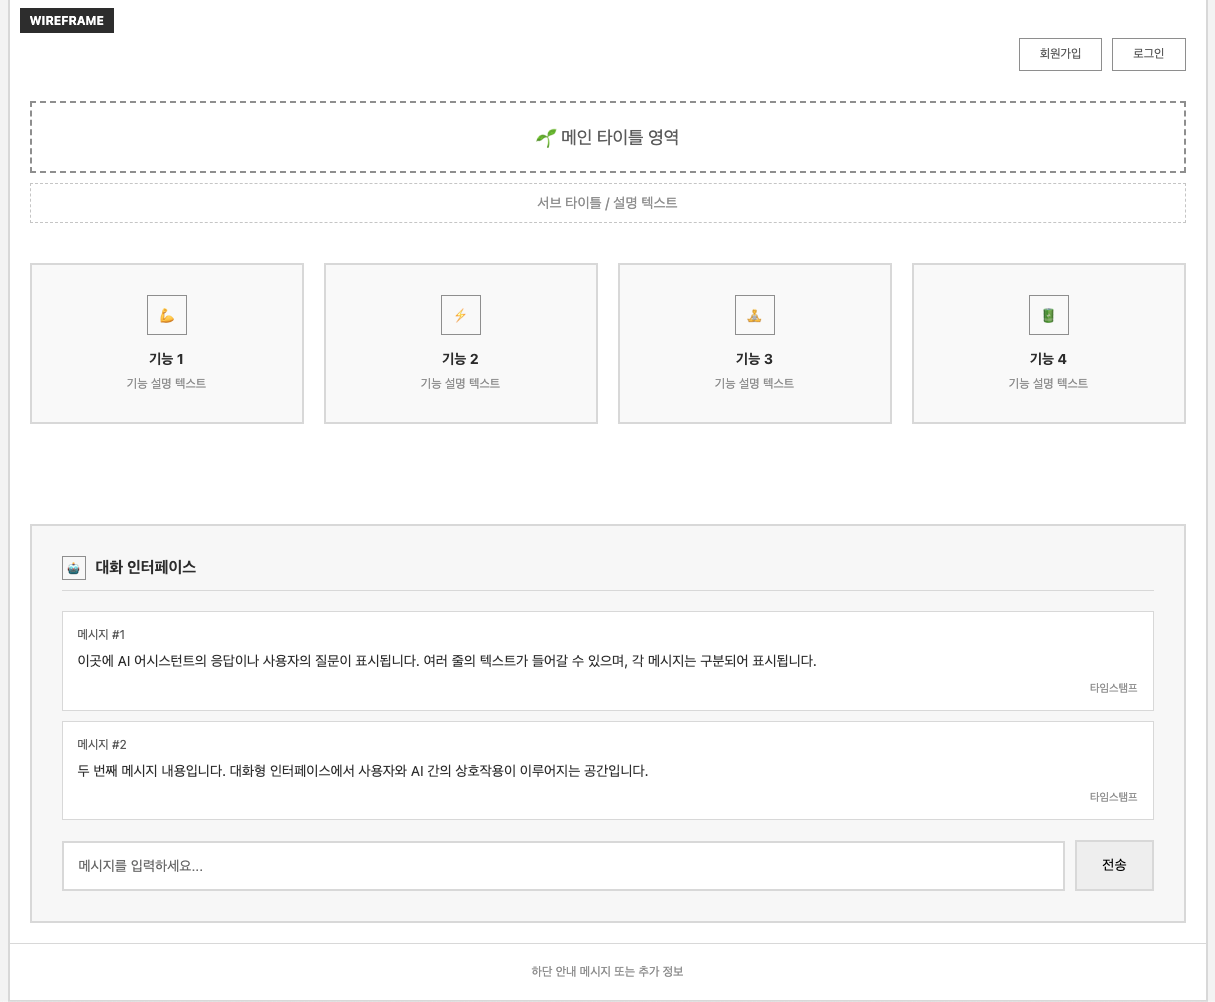 WIREFRAME
회원가입
로그인
🌱 메인 타이틀 영역
서브 타이틀 / 설명 텍스트
기능 1
기능 설명 텍스트
기능 2
기능 설명 텍스트
기능 3
기능 설명 텍스트
기능 4
기능 설명 텍스트
대화 인터페이스
메시지 #1
이곳에 AI 어시스턴트의 응답이나 사용자의 질문이 표시됩니다. 여러 줄의 텍스트가 들어갈 수 있으며, 각 메시지는 구분되어 표시됩니다.
타임스탬프
메시지 #2
두 번째 메시지 내용입니다. 대화형 인터페이스에서 사용자와 AI 간의 상호작용이 이루어지는 공간입니다.
타임스탬프
메시지를 입력하세요...
전송
하단 안내 메시지 또는 추가 정보